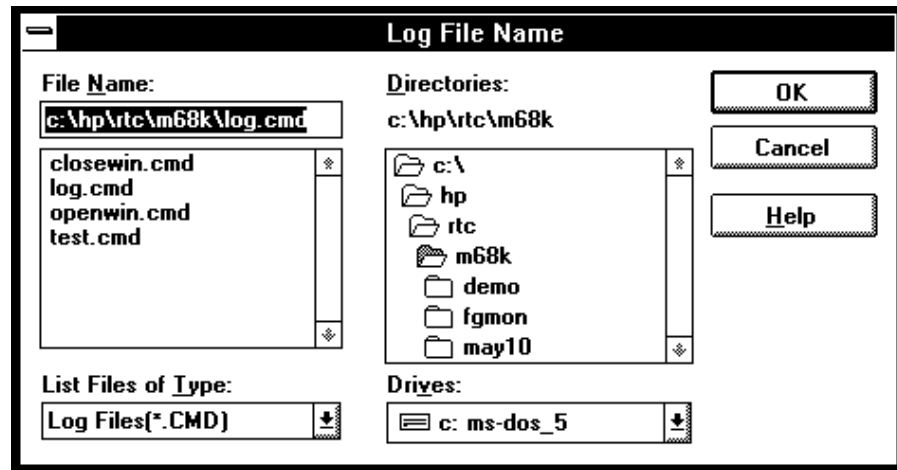 Log File Name
File Name:
c:\hp\rtc\m68k\log.cmd
closewin.cmd
log.cmd
openwin.cmd
test.cmd
List Files of Type:
Log Files(*.CMD)
Directories:
c:\hp\rtc\m68k
c:\
hp
rtc
m68k
demo
fgmon
may10
Drives:
c: ms-dos_5
OK
Cancel
Help